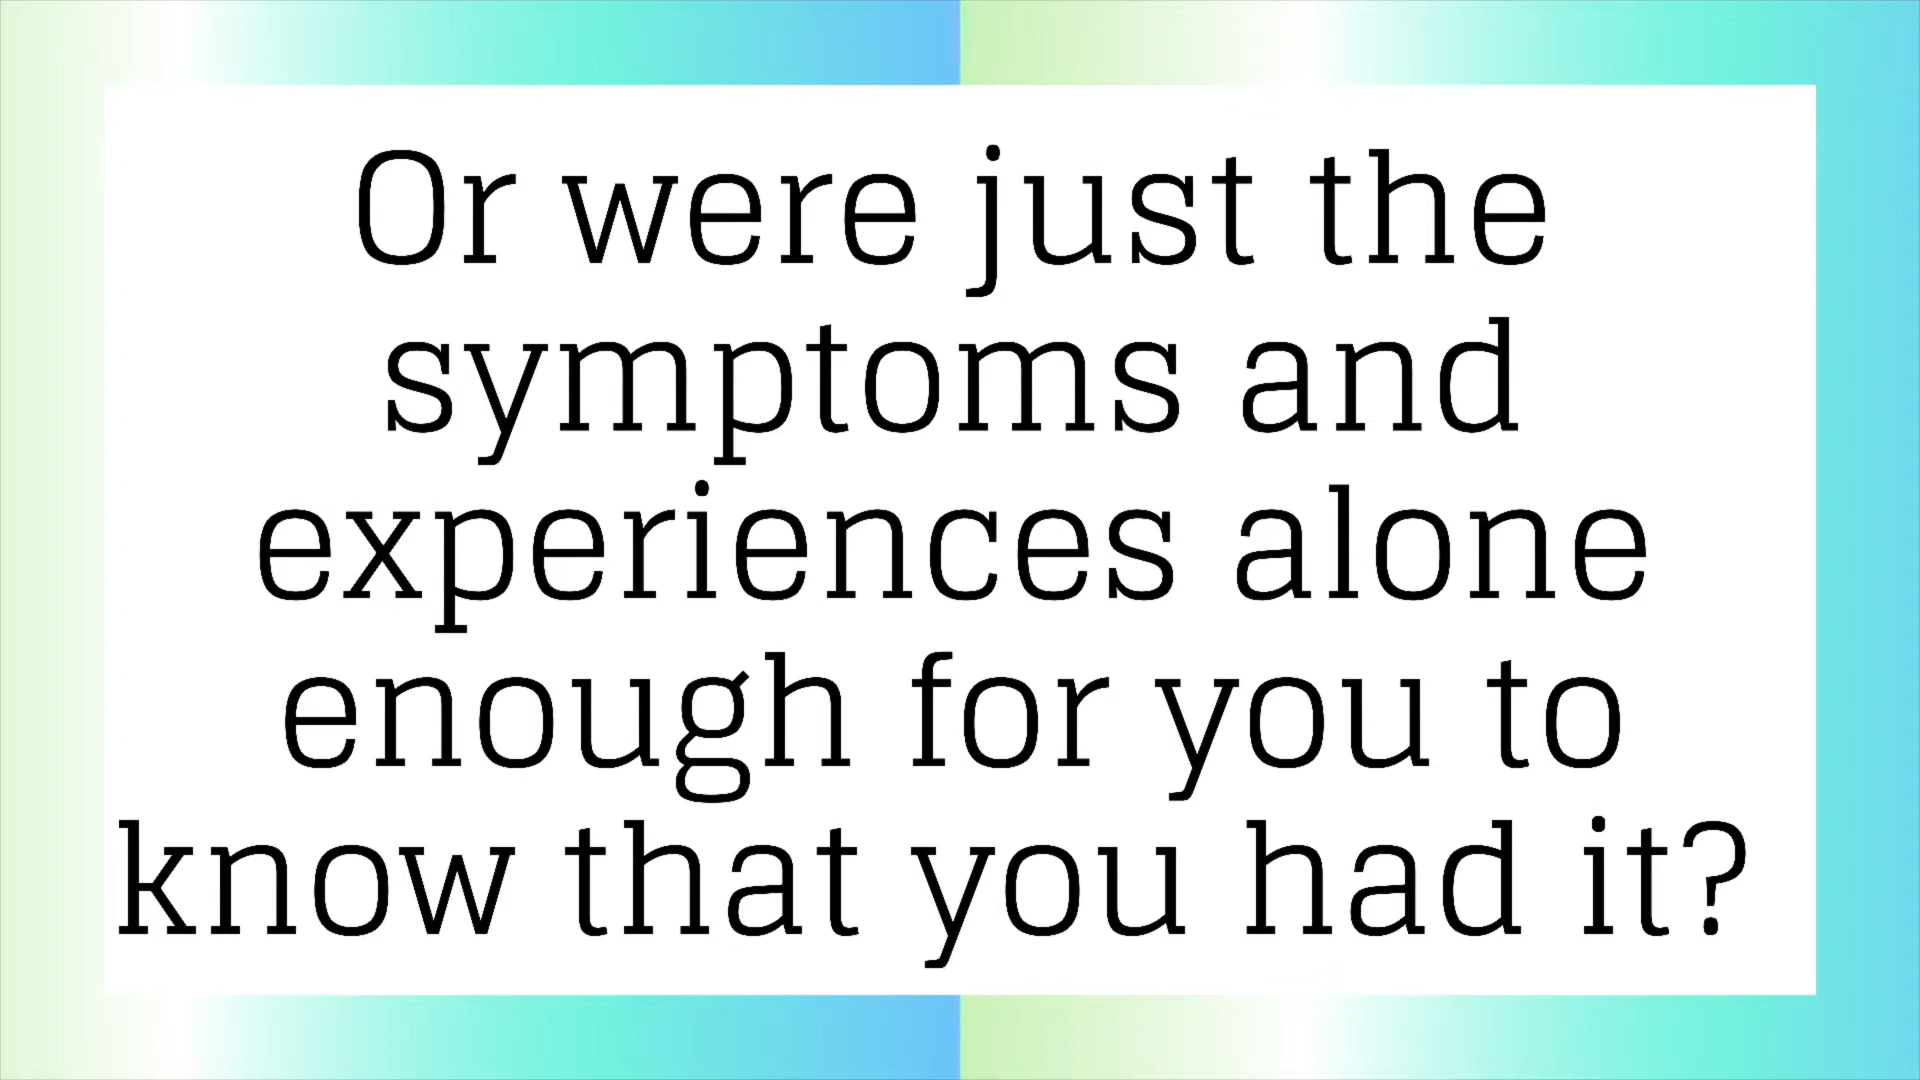 Or were just the
symptoms and
experiences alone
enough for you to
know that you had it?